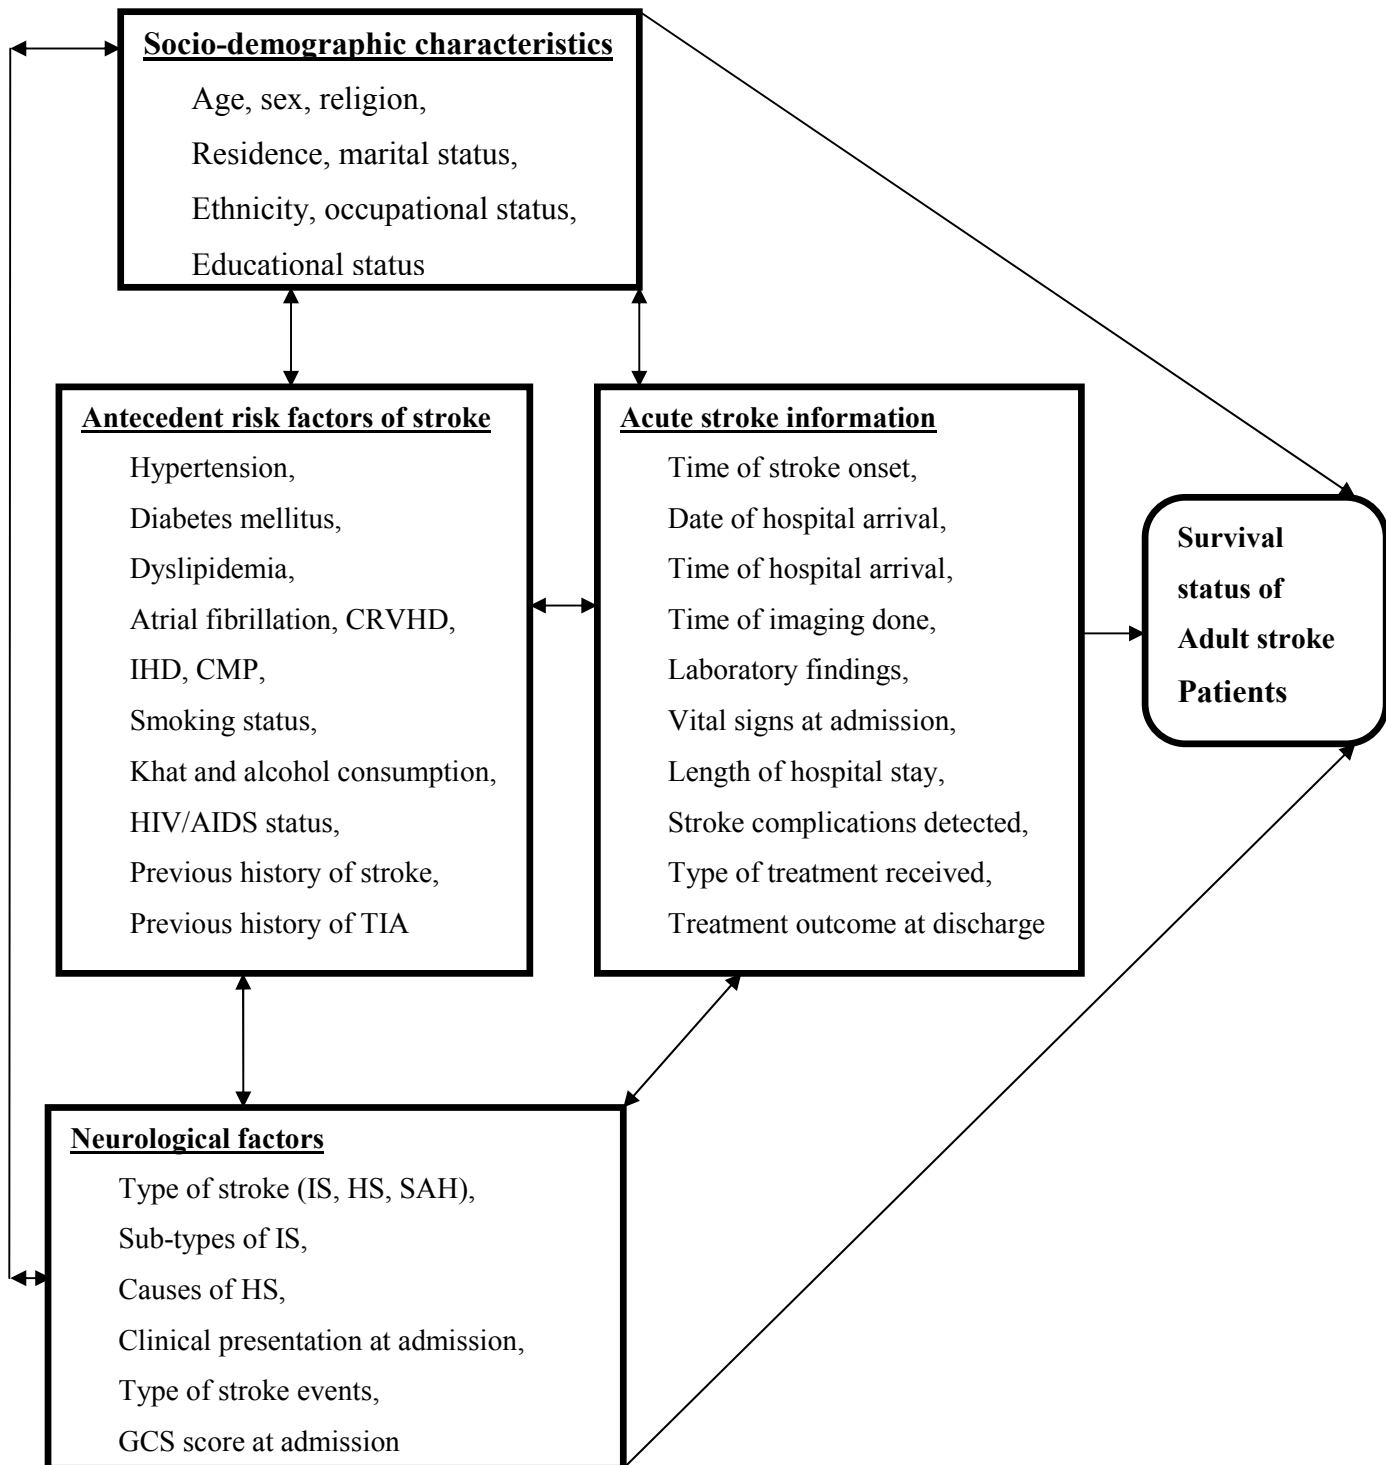 Socio-demographic characteristics
Age, sex, religion,
Residence, marital status,
Ethnicity, occupational status,
Educational status
Antecedent risk factors of stroke
Hypertension,
Diabetes mellitus,
Dyslipidemia,
Atrial fibrillation, CRVHD,
IHD, CMP,
Smoking status,
Khat and alcohol consumption,
HIV/AIDS status,
Previous history of stroke,
Previous history of TIA
Acute stroke information
Time of stroke onset,
Date of hospital arrival,
Time of hospital arrival,
Time of imaging done,
Laboratory findings,
Vital signs at admission,
Length of hospital stay,
Stroke complications detected,
Type of treatment received,
Treatment outcome at discharge
Survival
status of
Adult stroke
Patients
Neurological factors
Type of stroke (IS, HS, SAH),
Sub-types of IS,
Causes of HS,
Clinical presentation at admission,
Type of stroke events,
GCS score at admission